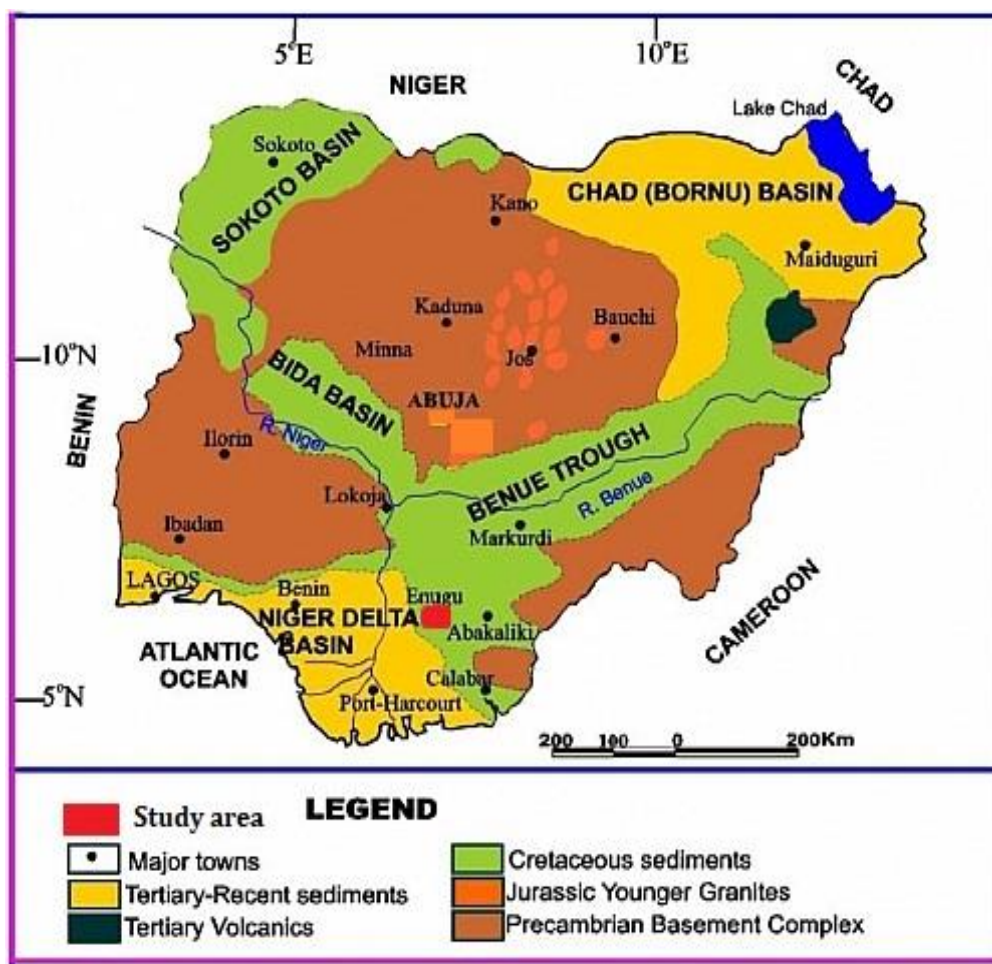 5°E
10°E
NIGER
CHAD
Lake Chad
Sokoto
SOKOTO BASIN
CHAD (BORNU) BASIN
Kano
Maiduguri
Kaduna
Bauchi
Minna
Jos
10°N
BIDA BASIN
ABUJA
BENIN
R. Niger
Ilorin
BENUE TROUGH
Lokoja
R. Benue
Markurdi
Ibadan
LAGOS
Benin
Enugu
NIGER DELTA
BASIN
Abakaliki
CAMEROON
ATLANTIC
OCEAN
Calabar
5°N
Port-Harcourt
200 100 0 200Km
LEGEND
Study area
Major towns
Tertiary-Recent sediments
Tertiary Volcanics
Cretaceous sediments
Jurassic Younger Granites
Precambrian Basement Complex